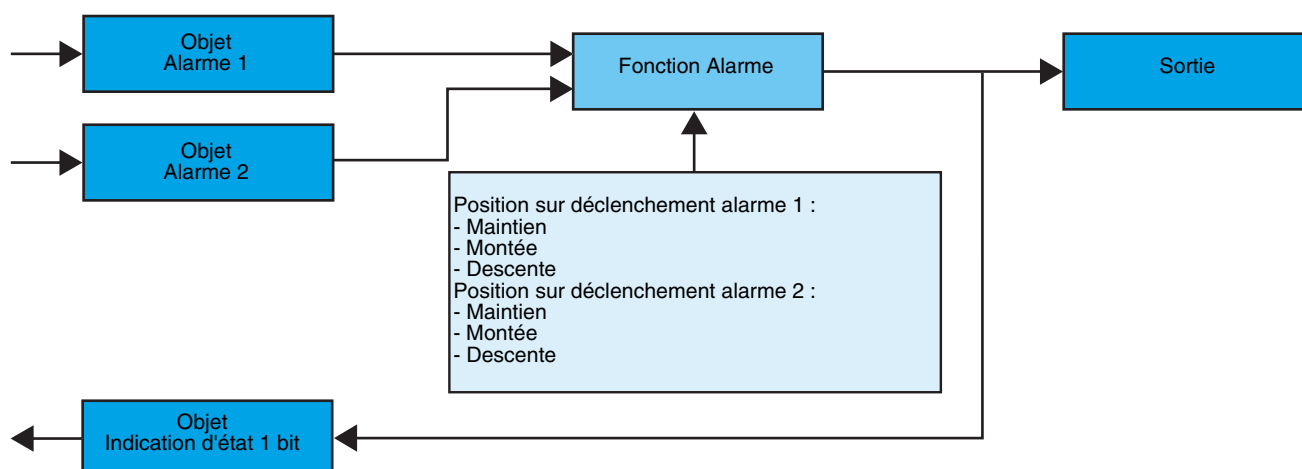 Objet
Alarme 1
Fonction Alarme
Sortie
Objet
Alarme 2
Position sur déclenchement alarme 1 :
- Maintien
- Montée
- Descente
Position sur déclenchement alarme 2 :
- Maintien
- Montée
- Descente
Objet
Indication d'état 1 bit